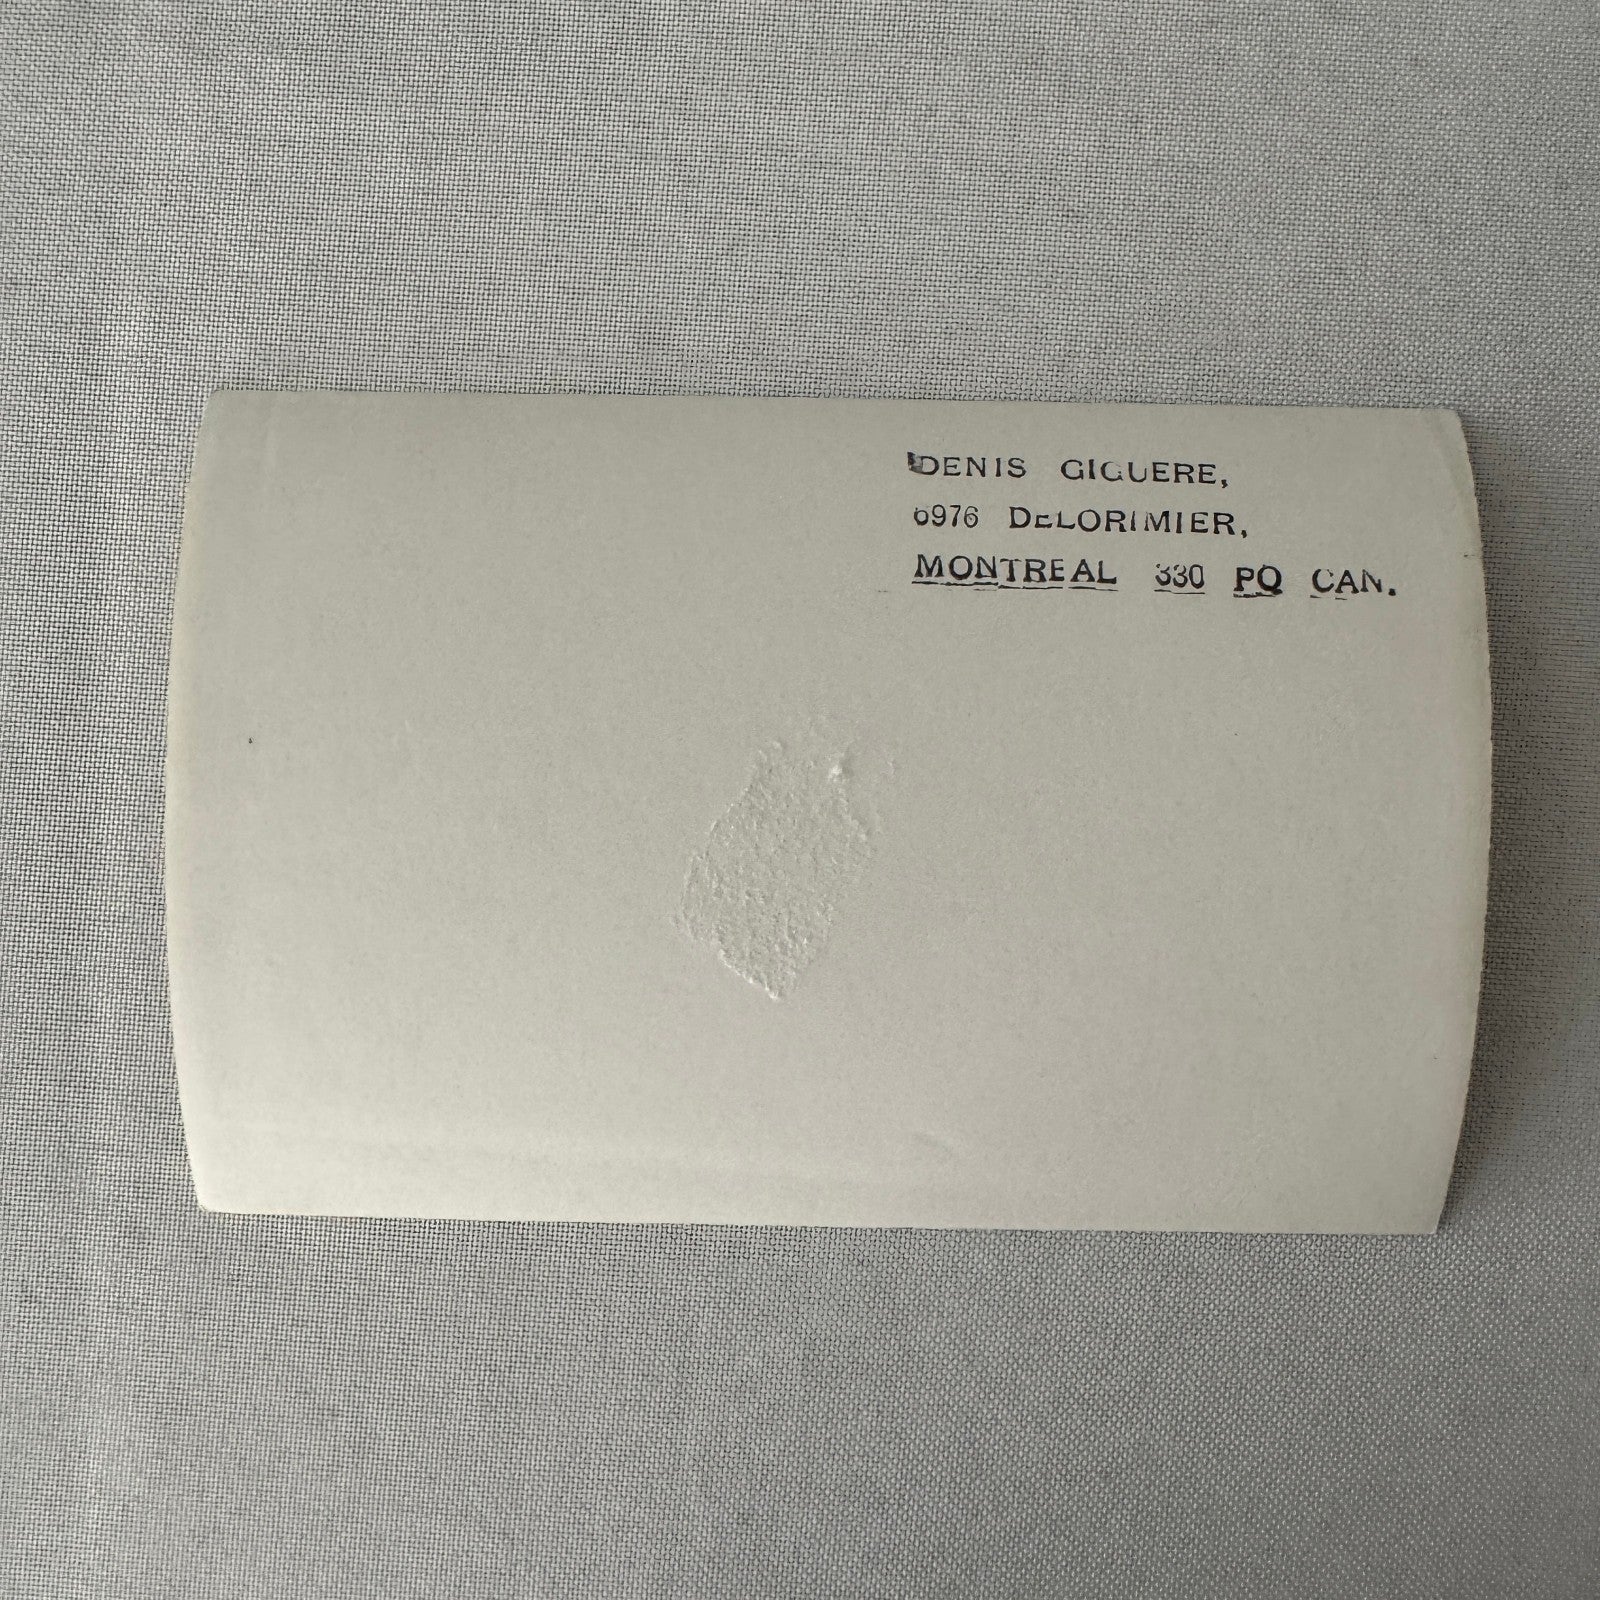 DENIS GIGUERE,
6976 DELORIMIER,
MONTREAL 330 PQ CAN.